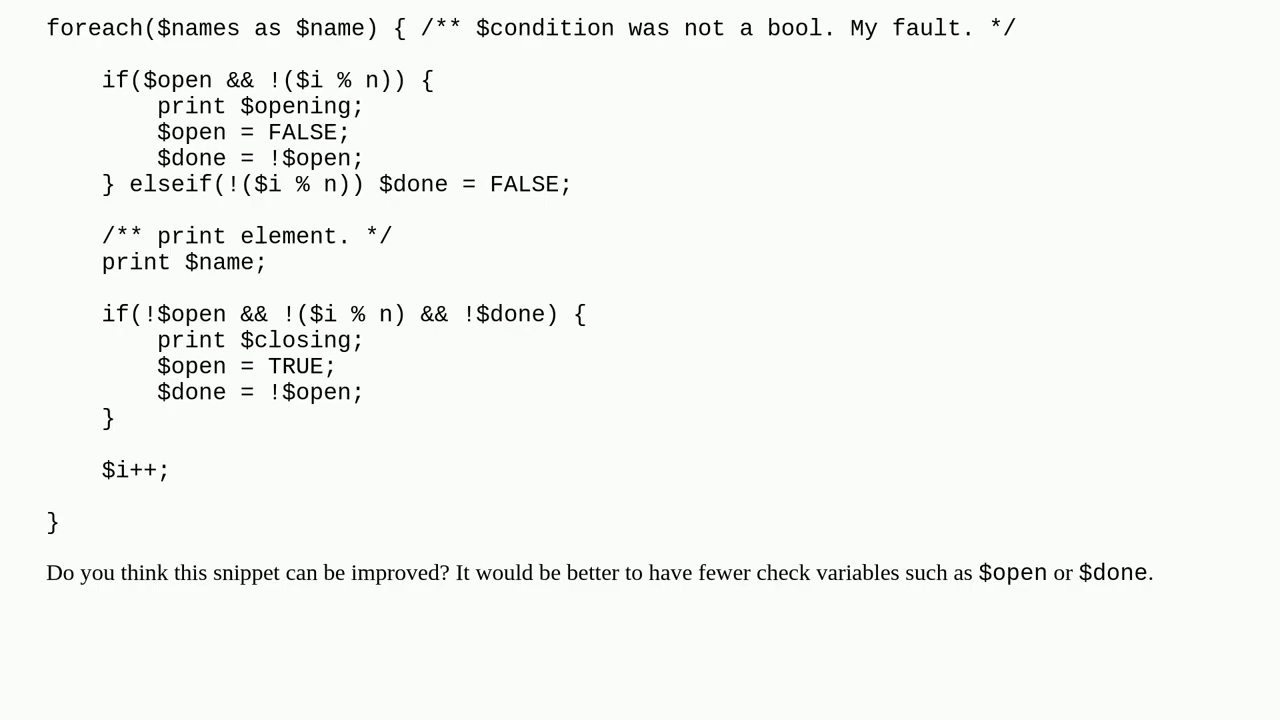 foreach($names as $name) { /** $condition was not a bool. My fault. */
if($open && !($i % n)) {
print $opening;
$open = FALSE;
$done = !$open;
} elseif(!($i % n)) $done = FALSE;
/** print element. */
print $name;
if(!$open && !($i % n) && !$done) {
print $closing;
$open = TRUE;
$done = !$open;
}
$i++;
}
Do you think this snippet can be improved? It would be better to have fewer check variables such as $open or $done.